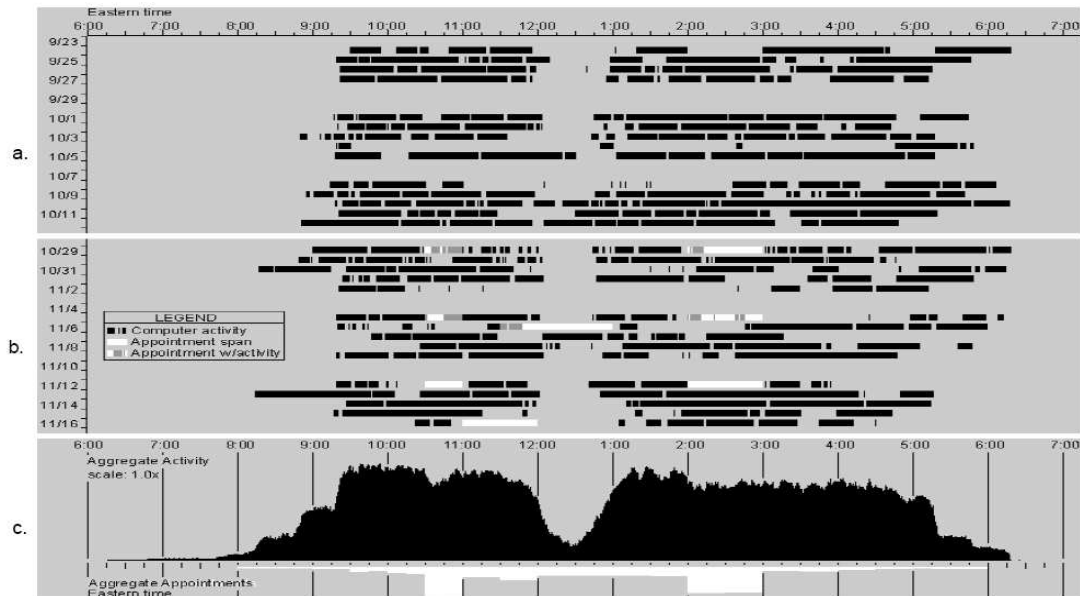 Eastern time
6:00 7:00 8:00 9:00 10:00 11:00 12:00 1:00 2:00 3:00 4:00 5:00 6:00 7:00
9/23
9/25
9/27
9/29
10/1
10/3
a.
10/5
10/7
10/9
10/11
10/29
10/31
11/2
11/4
LEGEND
11/6
Computer activity
Appointment span
b.
11/8
Appointment w/activity
11/10
11/12
11/14
11/16
6:00 7:00 8:00 9:00 10:00 11:00 12:00 1:00 2:00 3:00 4:00 5:00 6:00 7:00
Aggregate Activity
scale: 1.0x
c.
Aggregate Appointments
Eastern time